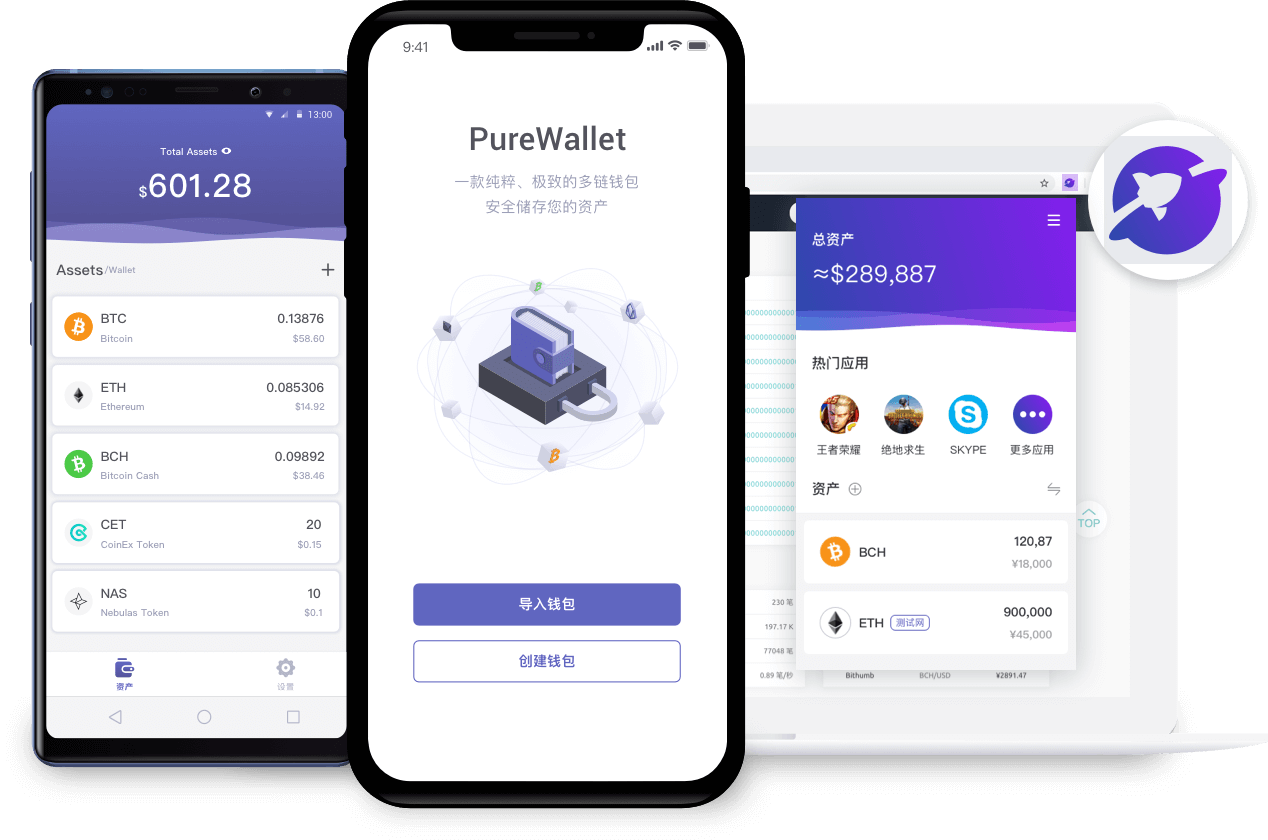 13:00
Total Assets
$601.28
Assets/Wallet
BTC
0.13876
Bitcoin
$58.60
ETH
0.085306
Ethereum
$14.92
BCH
0.09892
Bitcoin Cash
$38.46
CET
20
CoinEx Token
$0.15
NAS
10
Nebulas Token
$0.1
资产
设置
9:41
PureWallet
一款纯粹、极致的多链钱包
安全储存您的资产
导入钱包
创建钱包
总资产
≈$289,887
热门应用
王者荣耀
绝地求生
SKYPE
更多应用
资产
BCH
120,87
¥18,000
ETH
测试网
900,000
¥45,000
TOP
230 笔
197.17 K
77048 笔
0.89 笔/秒
Bithumb
BCH/USD
¥2891.47